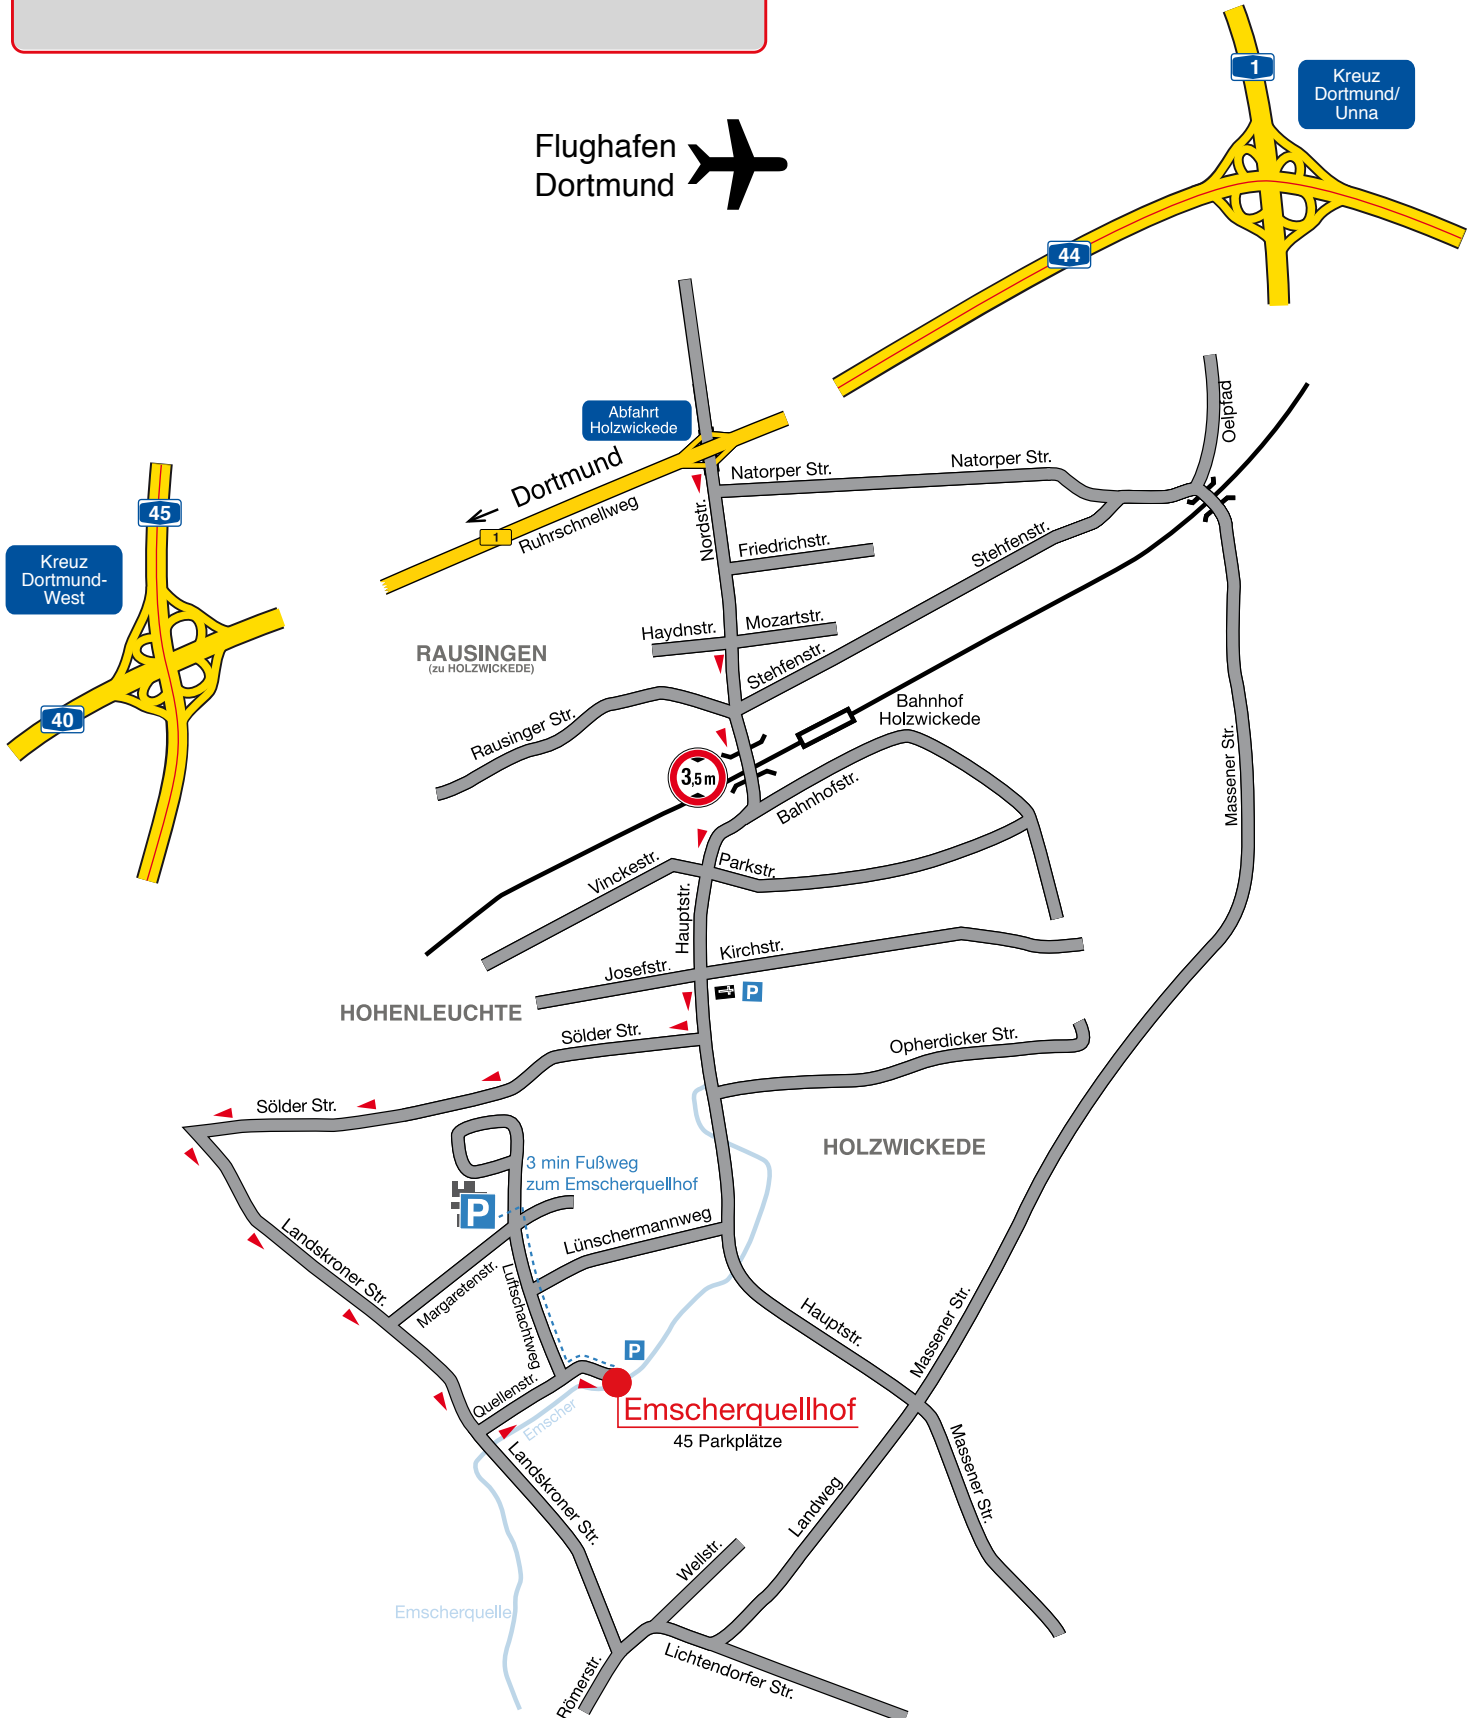 1
Kreuz
Dortmund/
Unna
Flughafen
Dortmund
44
Abfahrt
Holzwickede
Oelpfad
Dortmund
Natorper Str.
Natorper Str.
45
1
Ruhrschnellweg
Nordstr.
Friedrichstr.
Stehfenstr.
Kreuz
Dortmund-
West
Haydnstr.
Mozartstr.
RAUSINGEN
(zu HOLZWICKEDE)
Stehfenstr.
40
Rausinger Str.
Bahnhof
Holzwickede
3,5 m
Bahnhofstr.
Massener Str.
Vinckestr.
Parkstr.
Hauptstr.
Josefstr.
Kirchstr.
P
HOHENLEUCHTE
Sölder Str.
Opherdicker Str.
Sölder Str.
HOLZWICKEDE
3 min Fußweg
zum Emscherquellhof
P
Landskroner Str.
Lünschermannweg
Margaretenstr.
Luftschachtweg
Hauptstr.
Massener Str.
P
Quellenstr.
Emscher
Emscherquellhof
45 Parkplätze
Landskroner Str.
Massener Str.
Landweg
Wellstr.
Emscherquelle
Römerstr.
Lichtendorfer Str.